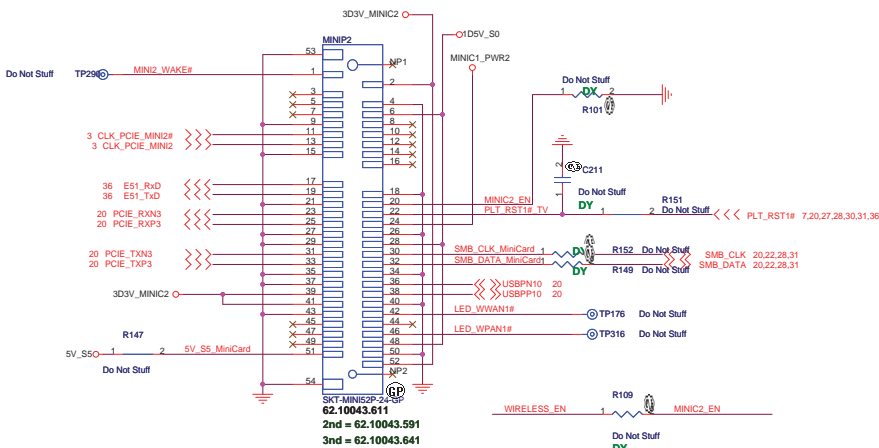 3D3V_MINIC2
1D5V_S0
MINIC1_PWR2
MINIP2
53
NP1
Do Not Stuff
MINI2_WAKE#
1
2
Do Not Stuff
1
DY
2
R101
3
4
5
6
7
8
9
10
3 CLK_PCIE_MINI2#
11
12
3 CLK_PCIE_MINI2
13
14
15
16
2
C211
1
Do Not Stuff
DY
36 E51_RxD
17
18
36 E51_TxD
19
20
MINIC2_EN
21
22
PLT_RST1#_TV
20 PCIE_RXN3
23
24
20 PCIE_RXP3
25
26
R151
1
2
Do Not Stuff
PLT_RST1# 7,20,27,28,30,31,36
27
28
29
30
SMB_CLK_MiniCard
1
R152
Do Not Stuff
SMB_CLK 20,22,28,31
20 PCIE_TXN3
31
32
SMB_DATA_MiniCard
1
DY
R149
Do Not Stuff
SMB_DATA 20,22,28,31
20 PCIE_TXP3
33
34
35
36
USBPN10 20
37
38
USBPP10 20
3D3V_MINIC2
39
40
41
42
LED_WWAN1#
TP176
Do Not Stuff
43
44
45
46
LED_WPAN1#
TP316
Do Not Stuff
47
48
49
50
R147
5V_S5
1
2
5V_S5_MiniCard
51
52
Do Not Stuff
NP2
54
GP
SKT-MINI52P-24-GP
62.10043.611
2nd = 62.10043.591
3nd = 62.10043.641
R109
WIRELESS_EN
1
2
MINIC2_EN
Do Not Stuff
DY